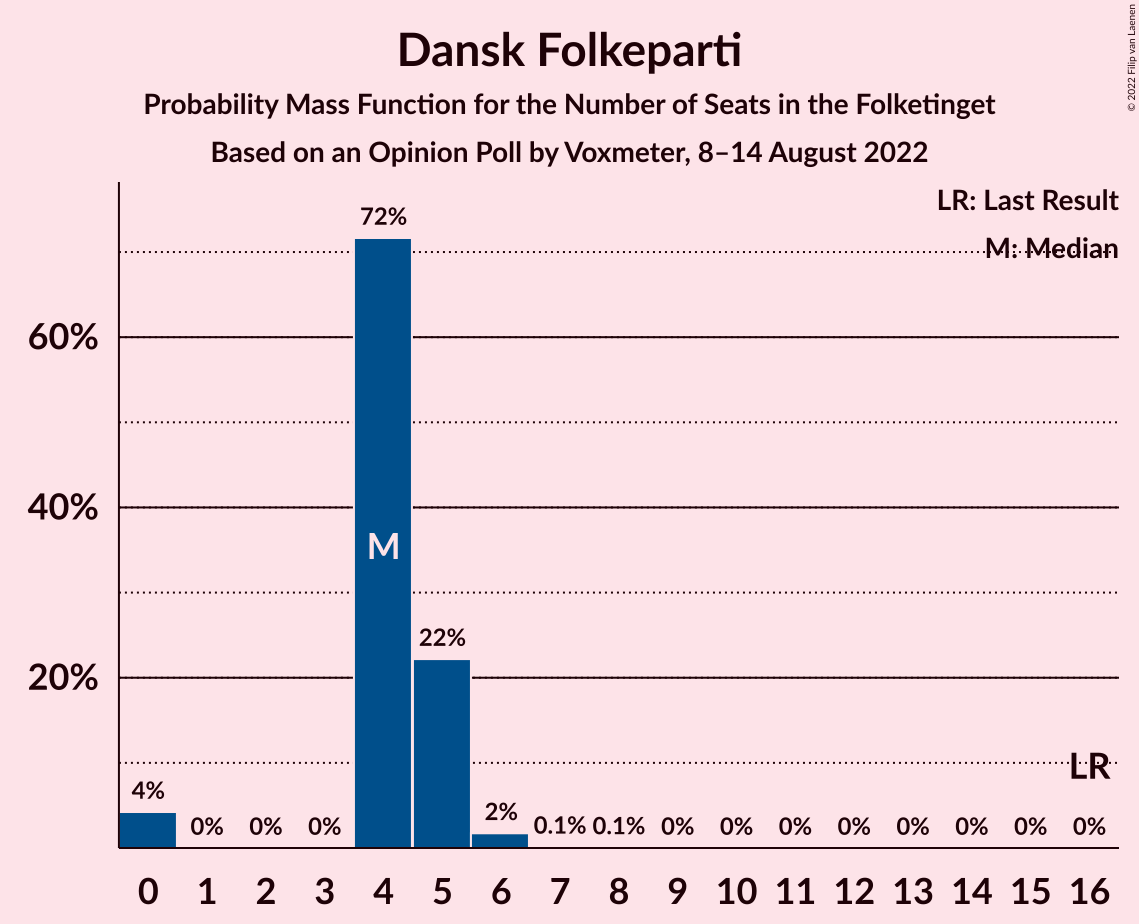 Dansk Folkeparti
Probability Mass Function for the Number of Seats in the Folketinget
Based on an Opinion Poll by Voxmeter, 8–14 August 2022
© 2022 Filip van Laenen
LR: Last Result
M: Median
60%
40%
20%
4%
0%
0%
0%
72%
M
22%
2%
0.1%
0.1%
0%
0%
0%
0%
0%
0%
0%
0%
LR
0 1 2 3 4 5 6 7 8 9 10 11 12 13 14 15 16